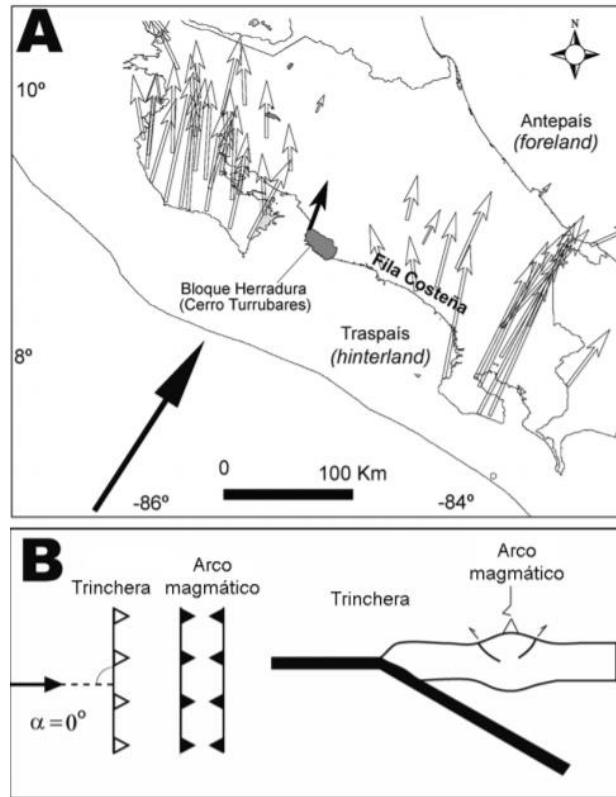 A
N
10º
Antepaís
(foreland)
Bloque Herradura
(Cerro Turrubares)
Fila Costeña
Traspaís
(hinterland)
8º
0
100 Km
-86º
-84º
B
Trinchera
Arco
magmático
α=0º
Trinchera
Arco
magmático